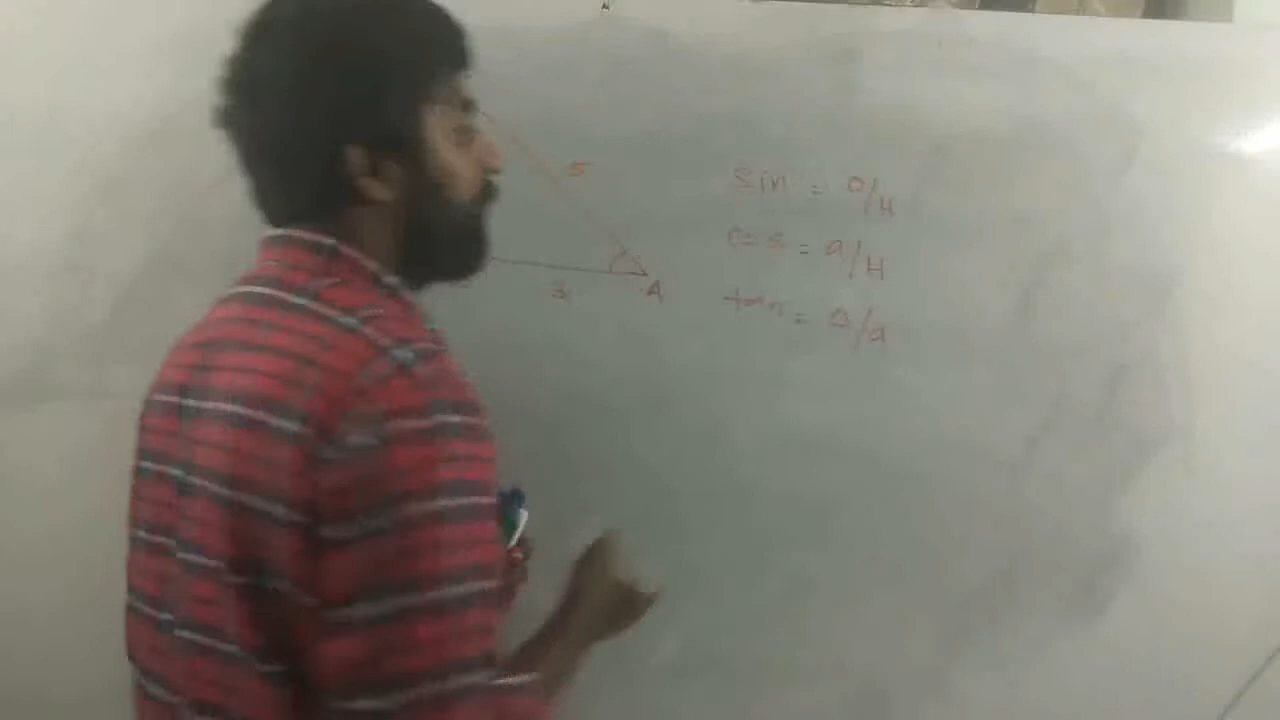 5
sin = o/H
cos = a/H
3 A
tan = o/a